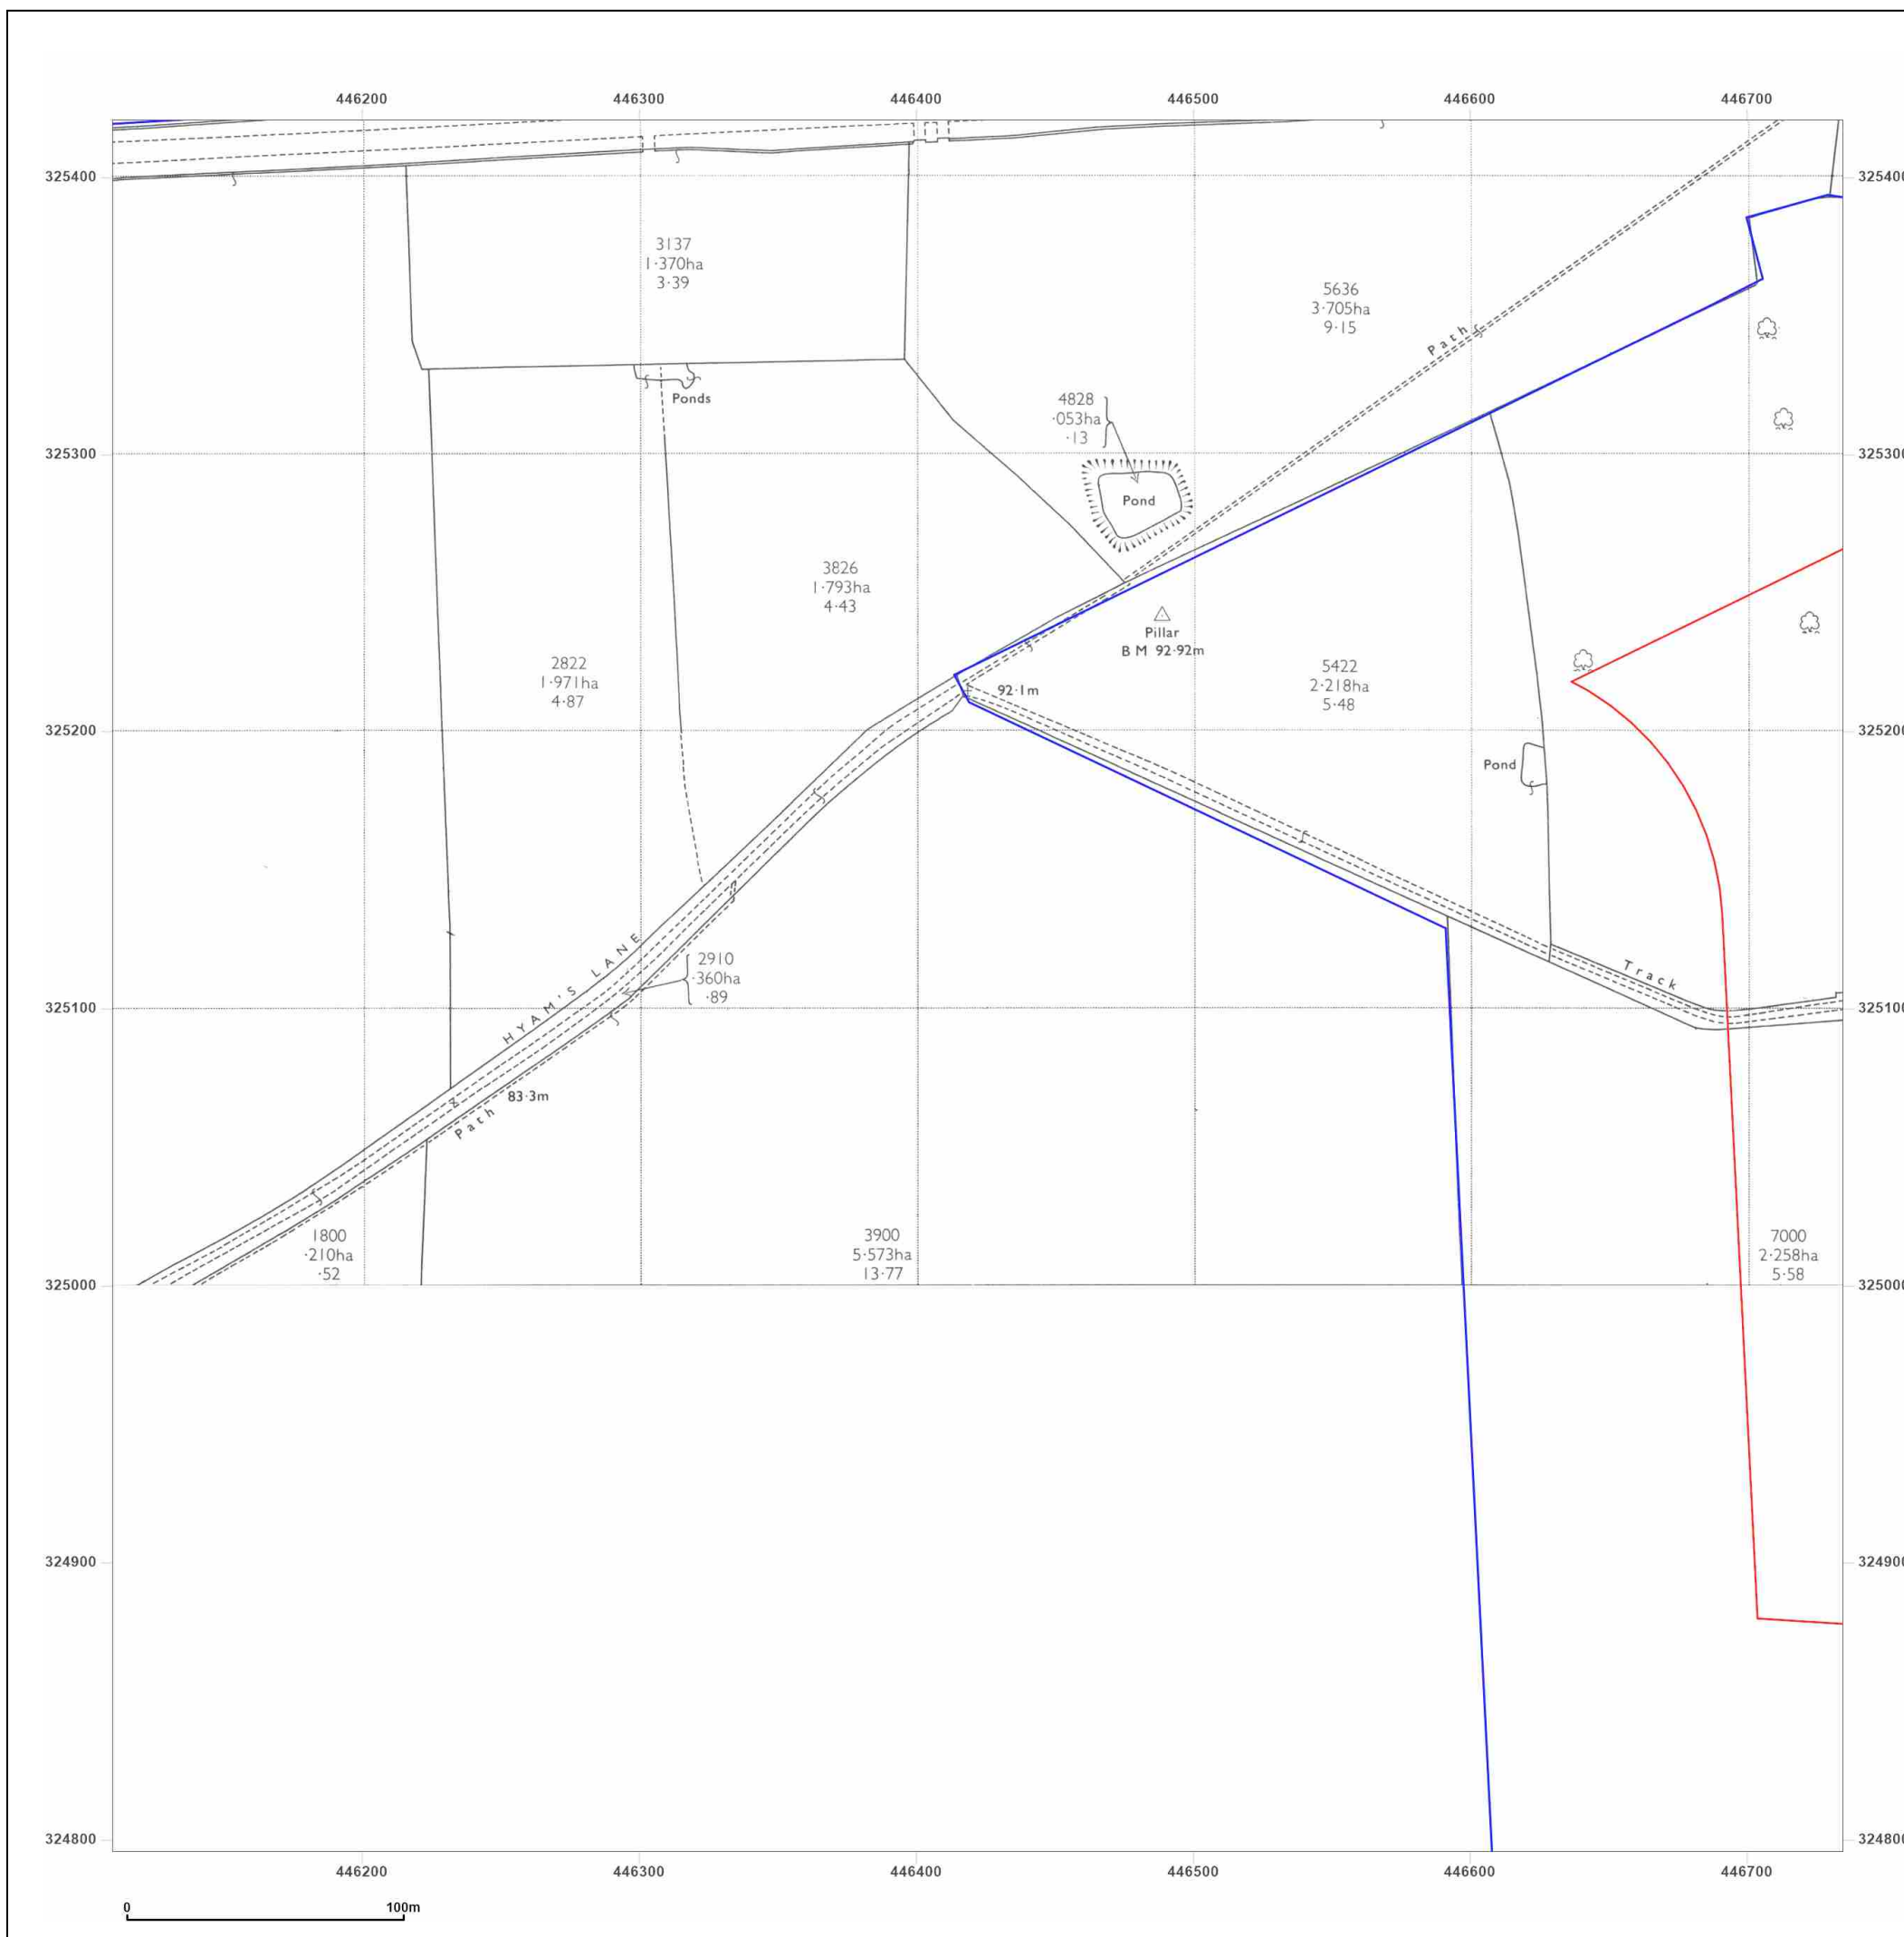 446200 446300 446400 446500 446600 446700
325400 325400
3137
1·370ha
3·39
5636
3·705ha
9·15
Path
Ponds
4828
·053ha
·13
325300 325300
Pond
3826
1·793ha
4·43
Pillar
B M 92·92m
2822
1·971ha
4·87
5422
2·218ha
5·48
92·1m
325200 325200
Pond
HYAM'S LANE
2910
·360ha
·89
Track
325100 325100
83·3m
Path
1800
·210ha
·52
3900
5·573ha
13·77
7000
2·258ha
5·58
325000 325000
324900 324900
324800 324800
446200 446300 446400 446500 446600 446700
0 100m